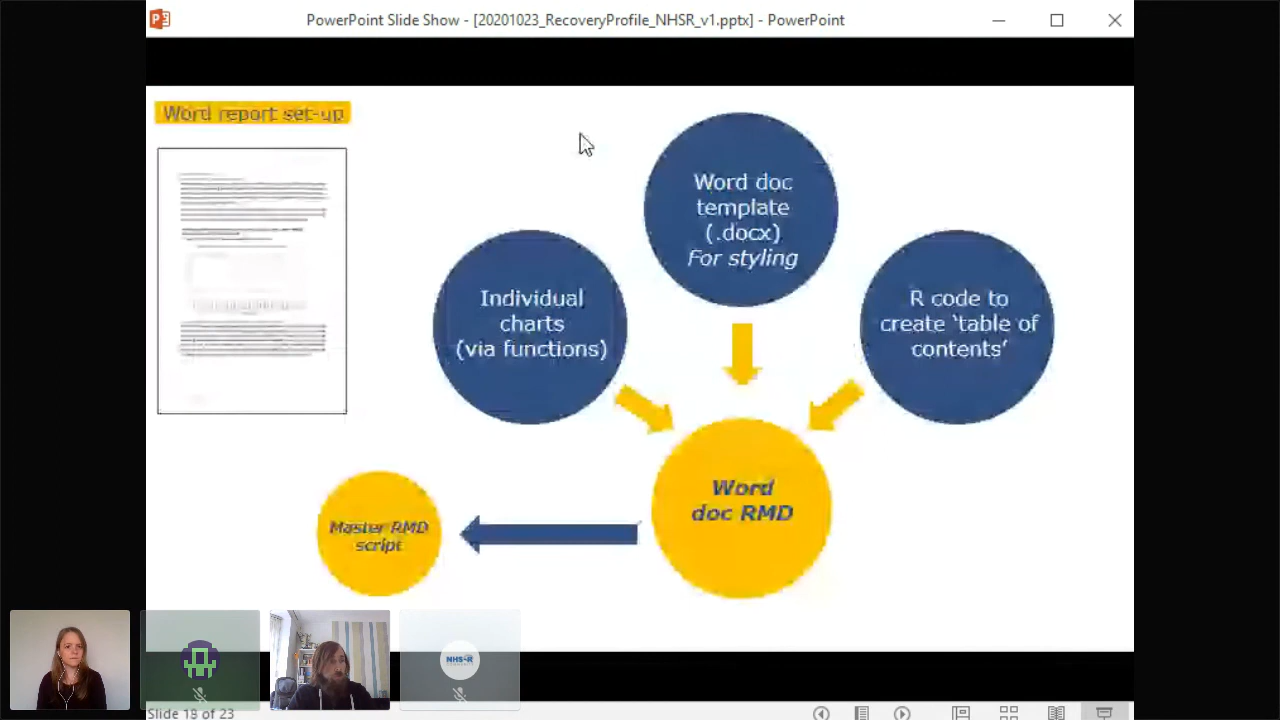 PowerPoint Slide Show - [20201023_RecoveryProfile_NHSR_v1.pptx] - PowerPoint
Word report set-up
Word doc
template
(.docx)
For styling
Individual
charts
(via functions)
R code to
create ‘table of
contents’
Word
doc RMD
Master RMD
script
NHS-R
Slide 18 of 23